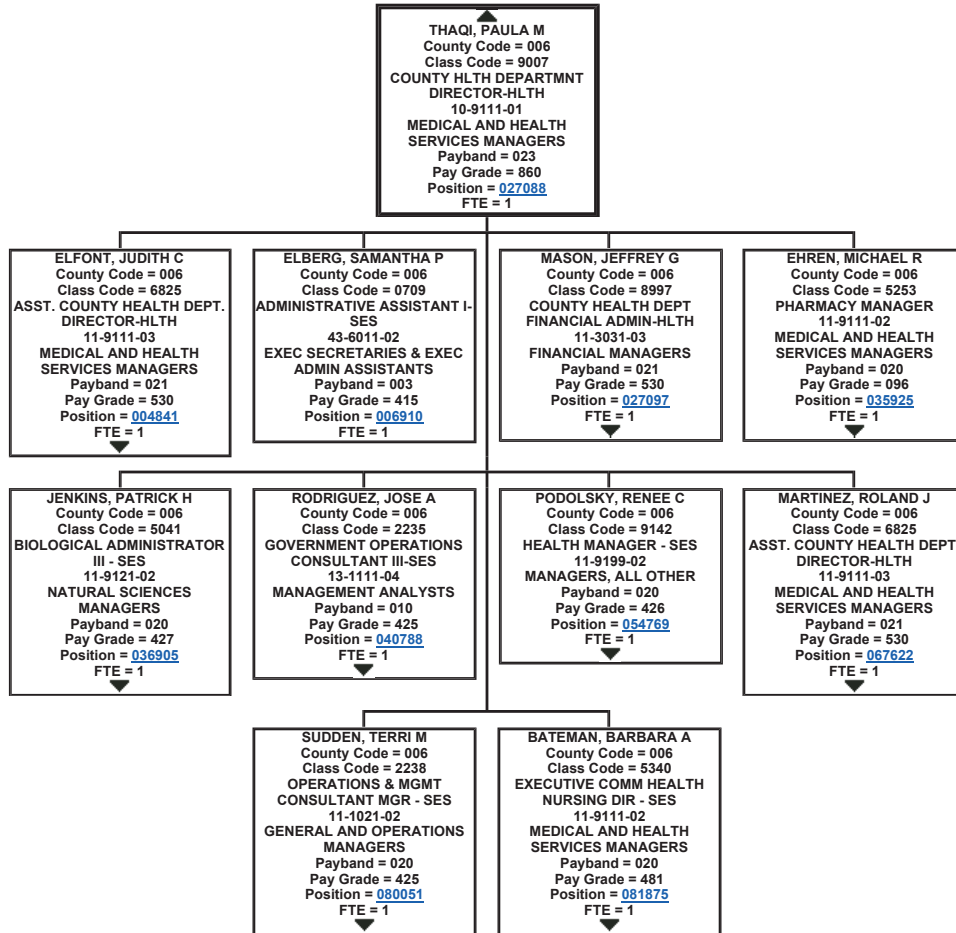 THAQI, PAULA M
County Code = 006
Class Code = 9007
COUNTY HLTH DEPARTMNT
DIRECTOR-HLTH
10-9111-01
MEDICAL AND HEALTH
SERVICES MANAGERS
Payband = 023
Pay Grade = 860
Position = 027088
FTE = 1
ELFONT, JUDITH C
County Code = 006
Class Code = 6825
ASST. COUNTY HEALTH DEPT.
DIRECTOR-HLTH
11-9111-03
MEDICAL AND HEALTH
SERVICES MANAGERS
Payband = 021
Pay Grade = 530
Position = 004841
FTE = 1
ELBERG, SAMANTHA P
County Code = 006
Class Code = 0709
ADMINISTRATIVE ASSISTANT I-
SES
43-6011-02
EXEC SECRETARIES & EXEC
ADMIN ASSISTANTS
Payband = 003
Pay Grade = 415
Position = 006910
FTE = 1
MASON, JEFFREY G
County Code = 006
Class Code = 8997
COUNTY HEALTH DEPT
FINANCIAL ADMIN-HLTH
11-3031-03
FINANCIAL MANAGERS
Payband = 021
Pay Grade = 530
Position = 027097
FTE = 1
EHREN, MICHAEL R
County Code = 006
Class Code = 5253
PHARMACY MANAGER
11-9111-02
MEDICAL AND HEALTH
SERVICES MANAGERS
Payband = 020
Pay Grade = 096
Position = 035925
FTE = 1
JENKINS, PATRICK H
County Code = 006
Class Code = 5041
BIOLOGICAL ADMINISTRATOR
III - SES
11-9121-02
NATURAL SCIENCES
MANAGERS
Payband = 020
Pay Grade = 427
Position = 036905
FTE = 1
RODRIGUEZ, JOSE A
County Code = 006
Class Code = 2235
GOVERNMENT OPERATIONS
CONSULTANT III-SES
13-1111-04
MANAGEMENT ANALYSTS
Payband = 010
Pay Grade = 425
Position = 040788
FTE = 1
PODOLSKY, RENEE C
County Code = 006
Class Code = 9142
HEALTH MANAGER - SES
11-9199-02
MANAGERS, ALL OTHER
Payband = 020
Pay Grade = 426
Position = 054769
FTE = 1
MARTINEZ, ROLAND J
County Code = 006
Class Code = 6825
ASST. COUNTY HEALTH DEPT.
DIRECTOR-HLTH
11-9111-03
MEDICAL AND HEALTH
SERVICES MANAGERS
Payband = 021
Pay Grade = 530
Position = 067622
FTE = 1
SUDDEN, TERRI M
County Code = 006
Class Code = 2238
OPERATIONS & MGMT
CONSULTANT MGR - SES
11-1021-02
GENERAL AND OPERATIONS
MANAGERS
Payband = 020
Pay Grade = 425
Position = 080051
FTE = 1
BATEMAN, BARBARA A
County Code = 006
Class Code = 5340
EXECUTIVE COMM HEALTH
NURSING DIR - SES
11-9111-02
MEDICAL AND HEALTH
SERVICES MANAGERS
Payband = 020
Pay Grade = 481
Position = 081875
FTE = 1